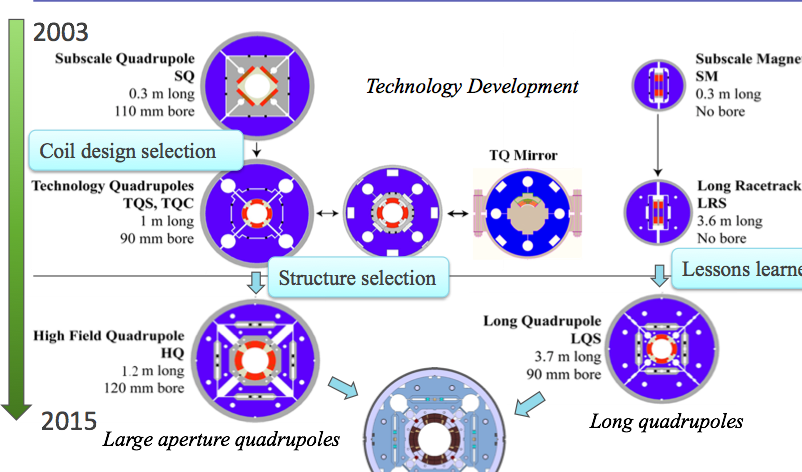 2003
Subscale Quadrupole
SQ
0.3 m long
110 mm bore
Technology Development
Subscale Magne
SM
0.3 m long
No bore
Coil design selection
TQ Mirror
Technology Quadrupoles
TQS, TQC
1 m long
90 mm bore
Long Racetrack
LRS
3.6 m long
No bore
Structure selection
Lessons learne
High Field Quadrupole
HQ
1.2 m long
120 mm bore
Long Quadrupole
LQS
3.7 m long
90 mm bore
2015
Large aperture quadrupoles
Long quadrupoles